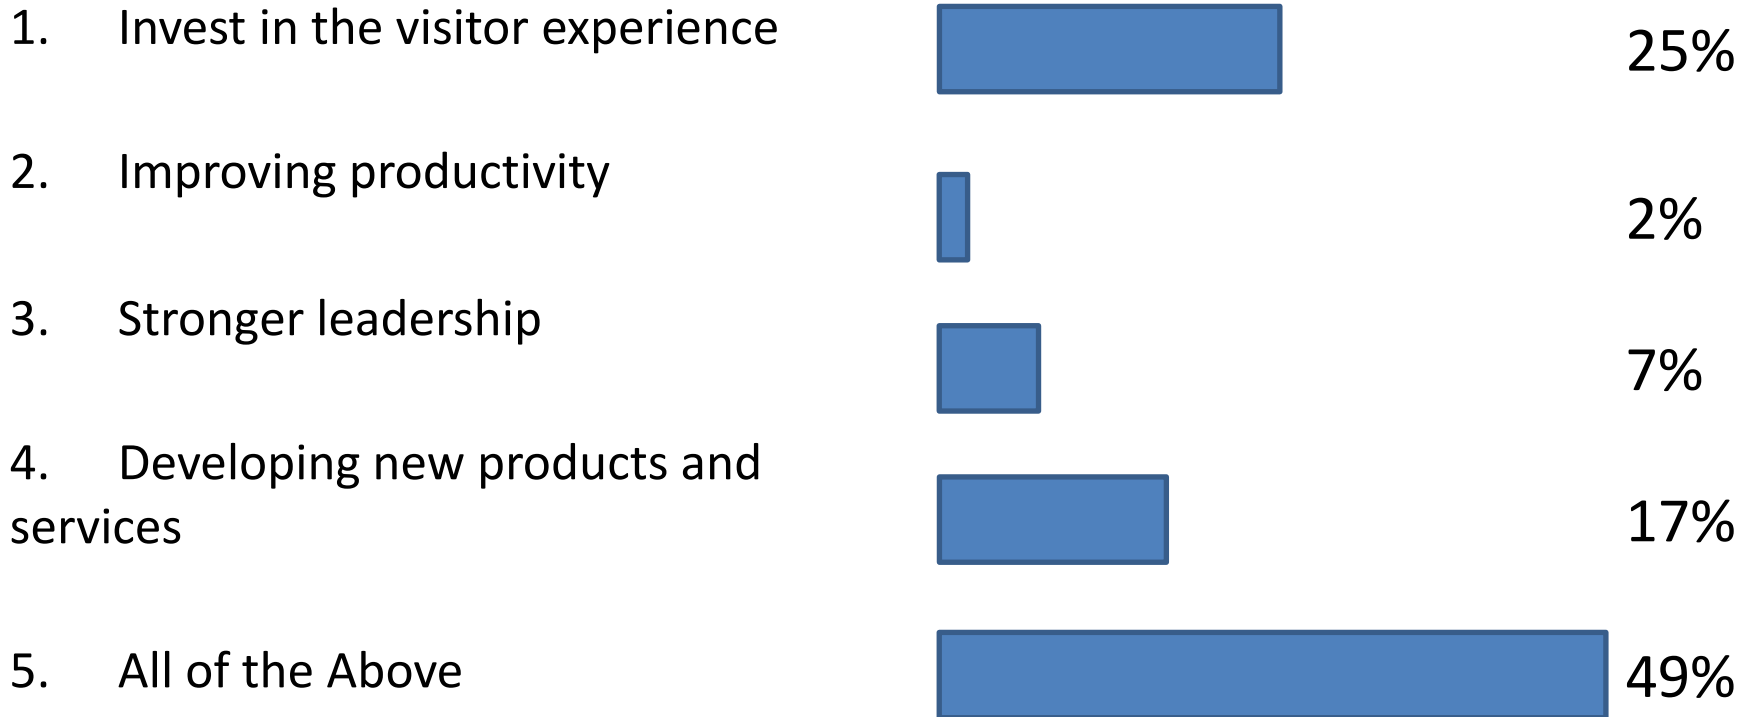 1. Invest in the visitor experience
25%
2. Improving productivity
2%
3. Stronger leadership
7%
4. Developing new products and
services
17%
5. All of the Above
49%